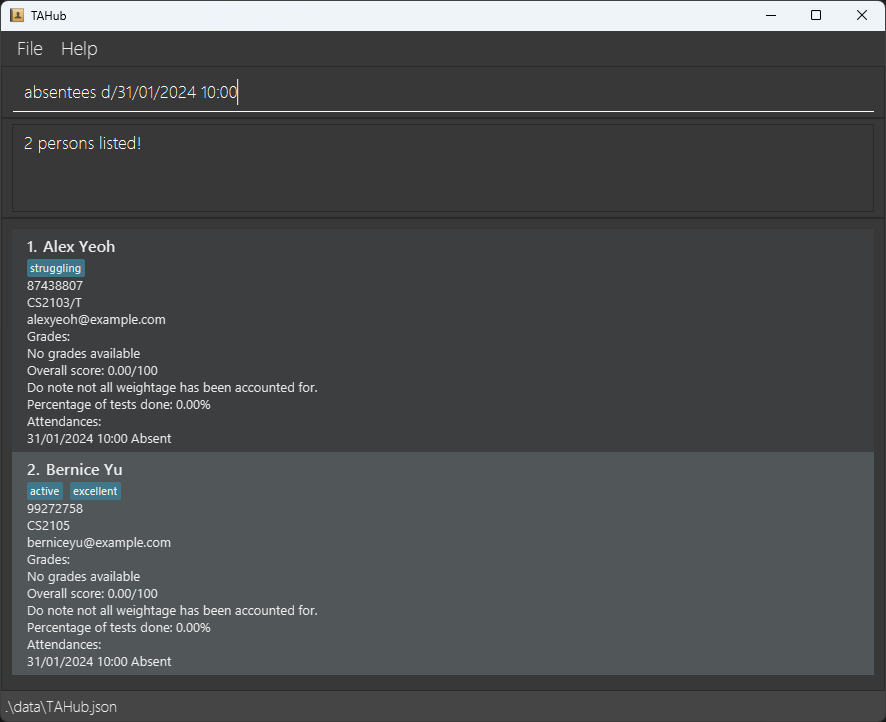 TAHub
File Help
absentees d/31/01/2024 10:00
2 persons listed!
1. Alex Yeoh
struggling
87438807
CS2103/T
alexyeoh@example.com
Grades:
No grades available
Overall score: 0.00/100
Do note not all weightage has been accounted for.
Percentage of tests done: 0.00%
Attendances:
31/01/2024 10:00 Absent
2. Bernice Yu
active excellent
99272758
CS2105
berniceyu@example.com
Grades:
No grades available
Overall score: 0.00/100
Do note not all weightage has been accounted for.
Percentage of tests done: 0.00%
Attendances:
31/01/2024 10:00 Absent
.\data\TAHub.json